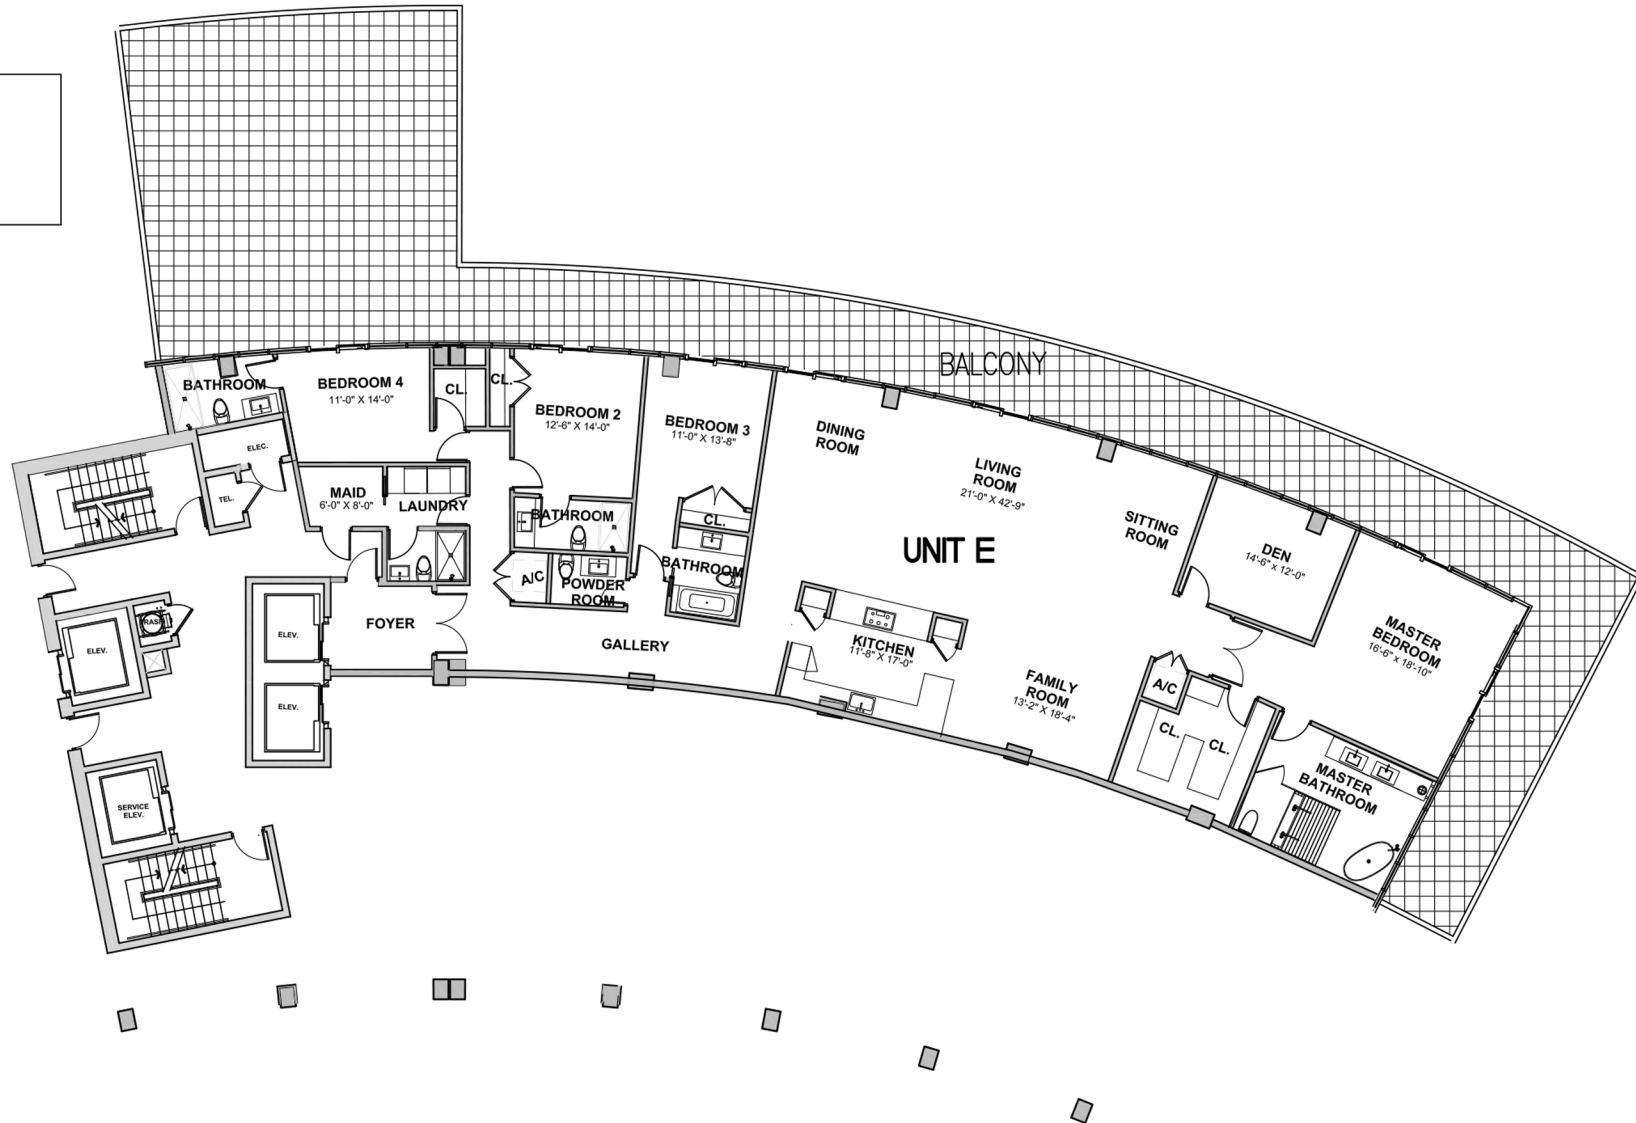 BALCONY
BATHROOM
BEDROOM 4
11'-0" X 14'-0"
CL.
CL.
BEDROOM 2
12'-6" X 14'-0"
BEDROOM 3
11'-0" X 13'-8"
DINING
ROOM
LIVING
ROOM
21'-0" X 42'-9"
SITTING
ROOM
ELEC.
TEL.
MAID
6'-0" X 8'-0"
LAUNDRY
BATHROOM
CL.
UNIT E
DEN
14'-6" X 12'-0"
A/C
POWDER
ROOM
BATHROOM
TRASH
ELEV.
ELEV.
FOYER
GALLERY
KITCHEN
11'-8" X 17'-0"
MASTER
BEDROOM
16'-6" X 18'-10"
FAMILY
ROOM
13'-2" X 18'-4"
A/C
ELEV.
CL.
CL.
MASTER
BATHROOM
SERVICE
ELEV.